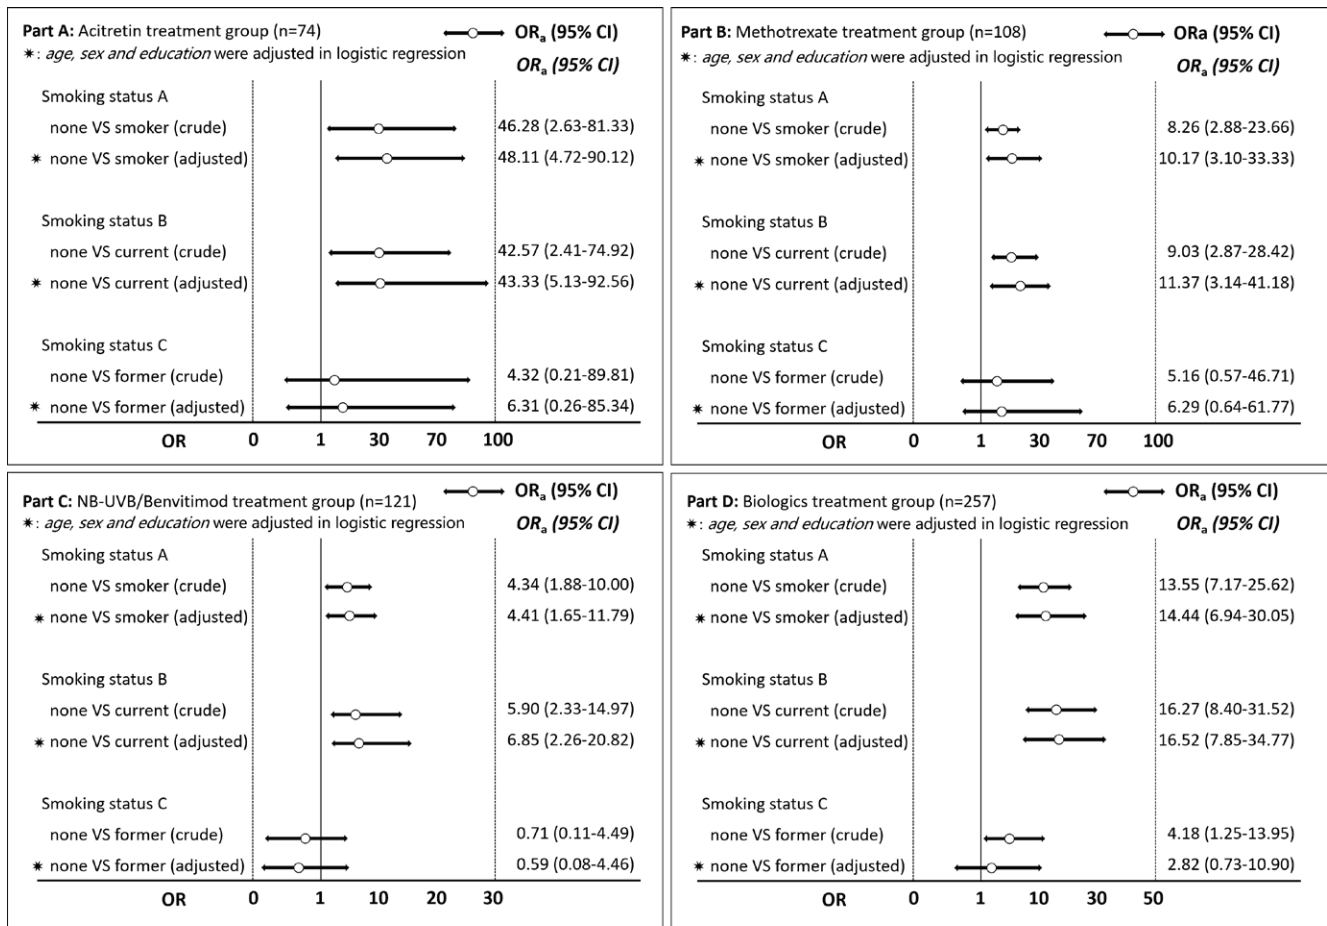 Part A: Acitretin treatment group (n=74)
ORa (95% CI)
*: age, sex and education were adjusted in logistic regression
ORa (95% CI)
Smoking status A
none VS smoker (crude) 46.28 (2.63-81.33)
* none VS smoker (adjusted) 48.11 (4.72-90.12)
Smoking status B
none VS current (crude) 42.57 (2.41-74.92)
* none VS current (adjusted) 43.33 (5.13-92.56)
Smoking status C
none VS former (crude) 4.32 (0.21-89.81)
* none VS former (adjusted) 6.31 (0.26-85.34)
OR 0 1 30 70 100
Part B: Methotrexate treatment group (n=108)
ORa (95% CI)
*: age, sex and education were adjusted in logistic regression
ORa (95% CI)
Smoking status A
none VS smoker (crude) 8.26 (2.88-23.66)
* none VS smoker (adjusted) 10.17 (3.10-33.33)
Smoking status B
none VS current (crude) 9.03 (2.87-28.42)
* none VS current (adjusted) 11.37 (3.14-41.18)
Smoking status C
none VS former (crude) 5.16 (0.57-46.71)
* none VS former (adjusted) 6.29 (0.64-61.77)
OR 0 1 30 70 100
Part C: NB-UVB/Benvitimod treatment group (n=121)
ORa (95% CI)
*: age, sex and education were adjusted in logistic regression
ORa (95% CI)
Smoking status A
none VS smoker (crude) 4.34 (1.88-10.00)
* none VS smoker (adjusted) 4.41 (1.65-11.79)
Smoking status B
none VS current (crude) 5.90 (2.33-14.97)
* none VS current (adjusted) 6.85 (2.26-20.82)
Smoking status C
none VS former (crude) 0.71 (0.11-4.49)
* none VS former (adjusted) 0.59 (0.08-4.46)
OR 0 1 10 20 30
Part D: Biologics treatment group (n=257)
ORa (95% CI)
*: age, sex and education were adjusted in logistic regression
ORa (95% CI)
Smoking status A
none VS smoker (crude) 13.55 (7.17-25.62)
* none VS smoker (adjusted) 14.44 (6.94-30.05)
Smoking status B
none VS current (crude) 16.27 (8.40-31.52)
* none VS current (adjusted) 16.52 (7.85-34.77)
Smoking status C
none VS former (crude) 4.18 (1.25-13.95)
* none VS former (adjusted) 2.82 (0.73-10.90)
OR 0 1 10 30 50